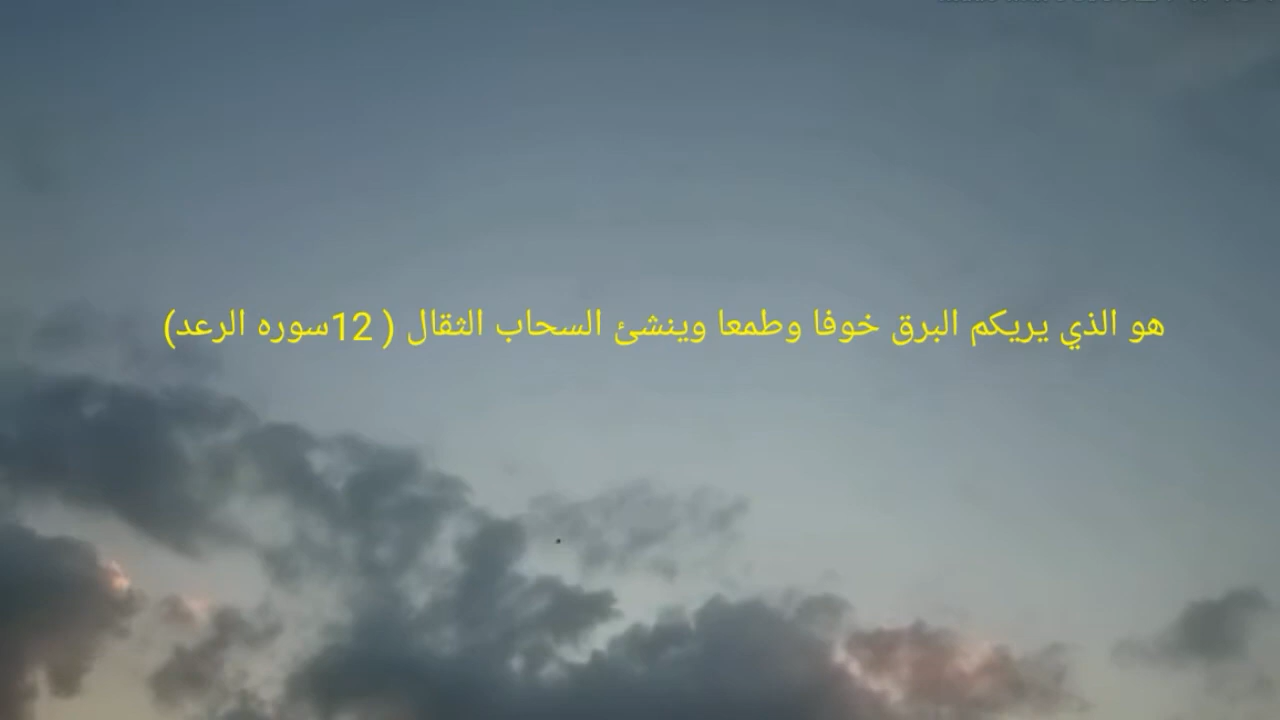 هو الذي يريكم البرق خوفا وطمعا وينشئ السحاب الثقال ( 12سوره الرعد)